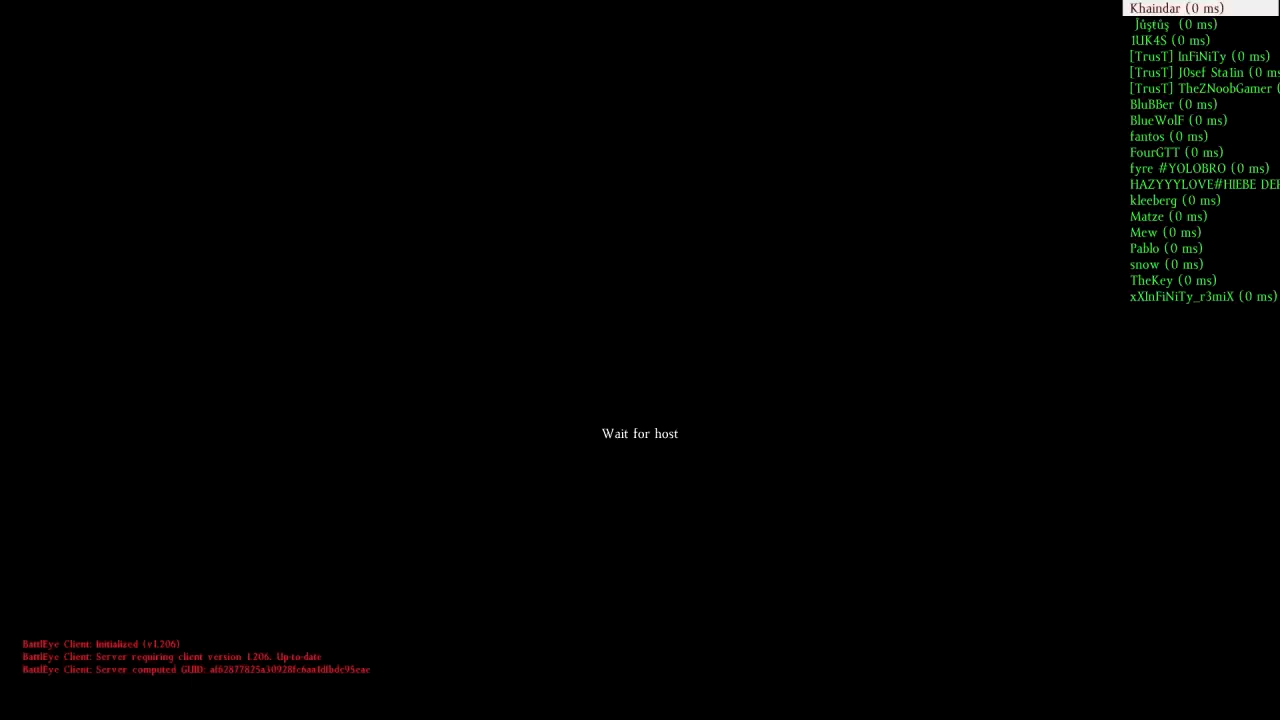 Khaindar (0 ms)
Jůştůş (0 ms)
1UK4S (0 ms)
[TrusT] InFiNiTy (0 ms)
[TrusT] J0sef Sta1in (0 ms
[TrusT] TheZNoobGamer (
BluBBer (0 ms)
BlueWolF (0 ms)
fantos (0 ms)
FourGTT (0 ms)
fyre #YOLOBRO (0 ms)
HAZYYYLOVE#HIEBE DER
kleeberg (0 ms)
Matze (0 ms)
Mew (0 ms)
Pablo (0 ms)
snow (0 ms)
TheKey (0 ms)
xXInFiNiTy_r3miX (0 ms)
Wait for host
BattlEye Client: Initialized (v1.206)
BattlEye Client: Server requiring client version 1.206. Up-to-date
BattlEye Client: Server computed GUID: